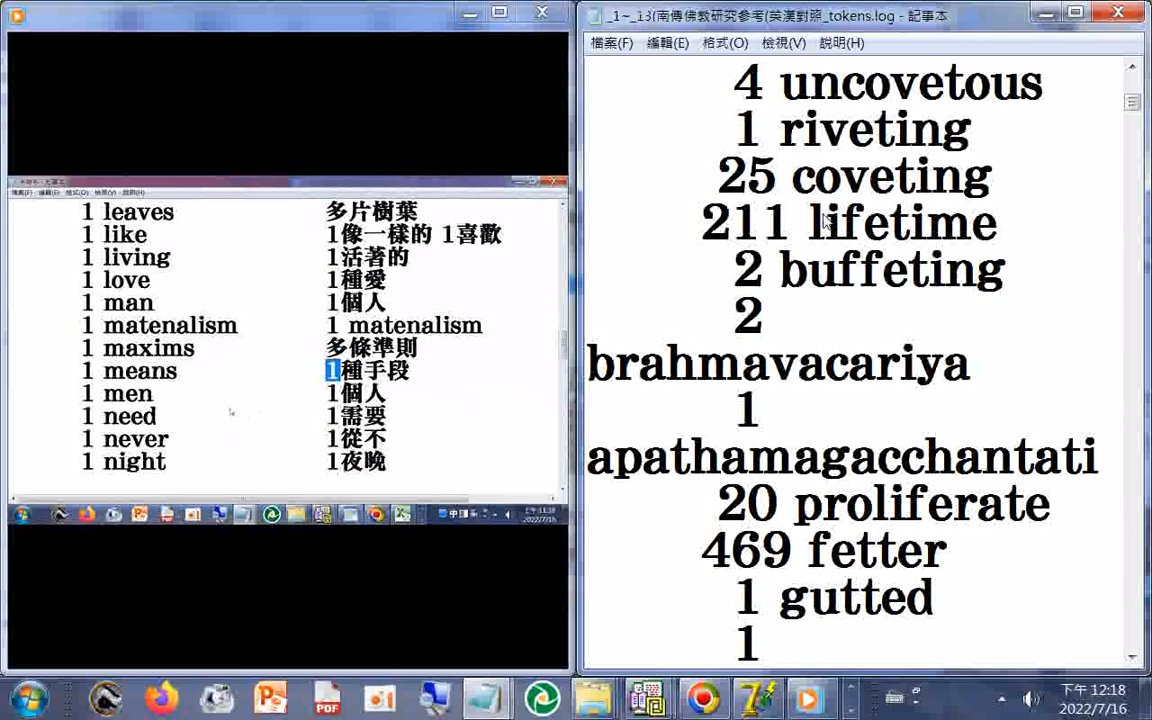 1 leaves 多片樹葉
1 like 1像一樣的 1喜歡
1 living 1活著的
1 love 1種愛
1 man 1個人
1 matenalism 1 matenalism
1 maxims 多條準則
1 means 1種手段
1 men 1個人
1 need 1需要
1 never 1從不
1 night 1夜晚
2022/7/16
_1~_13(南傳佛教研究参考(英漢對照_tokens.log - 記事本
檔案(F) 編輯(E) 格式(O) 檢視(V) 說明(H)
4 uncovetous
1 riveting
25 coveting
211 lifetime
2 buffeting
2
brahmavacariya
1
apathamagacchantati
20 proliferate
469 fetter
1 gutted
1
下午 12:18
2022/7/16